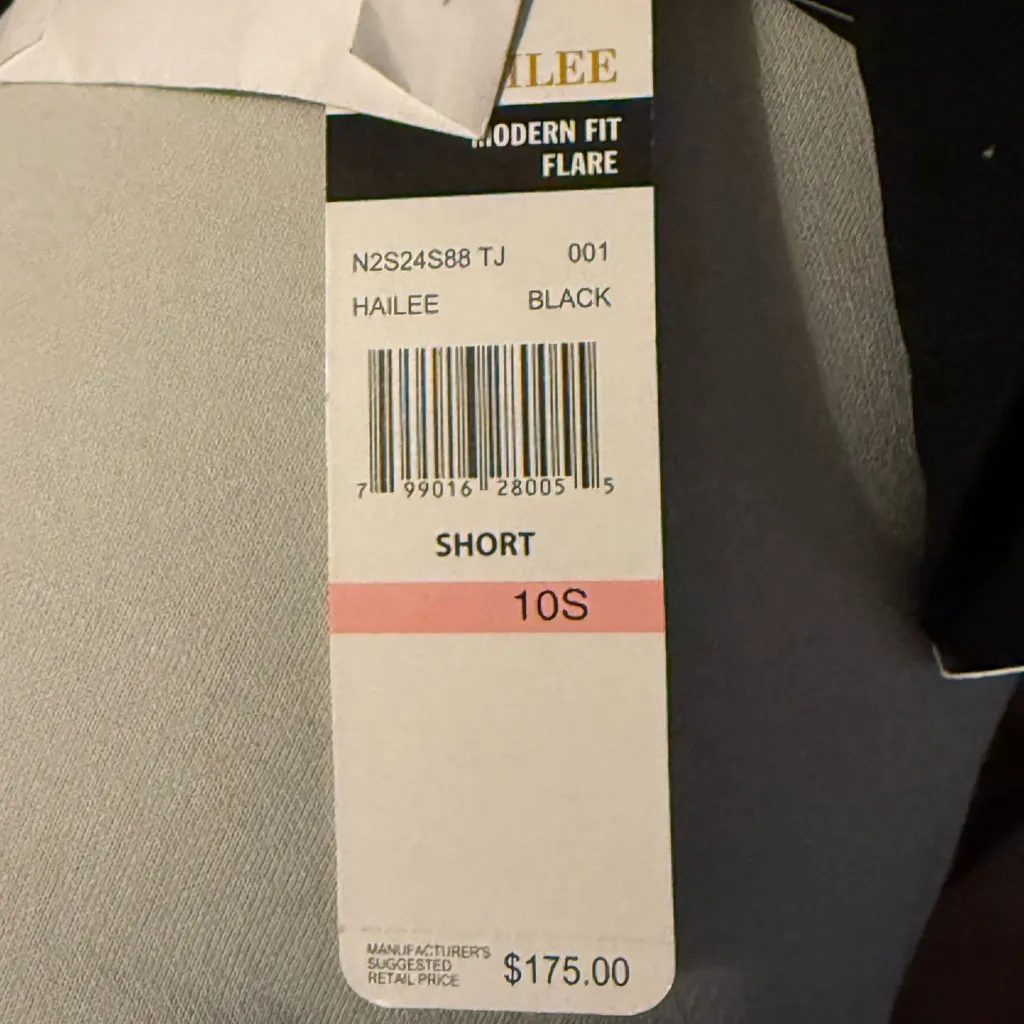 ILEE
MODERN FIT
FLARE
N2S24S88 TJ 001
HAILEE BLACK
7 99016 28005 5
SHORT
10S
MANUFACTURER'S
SUGGESTED
RETAIL PRICE
$175.00